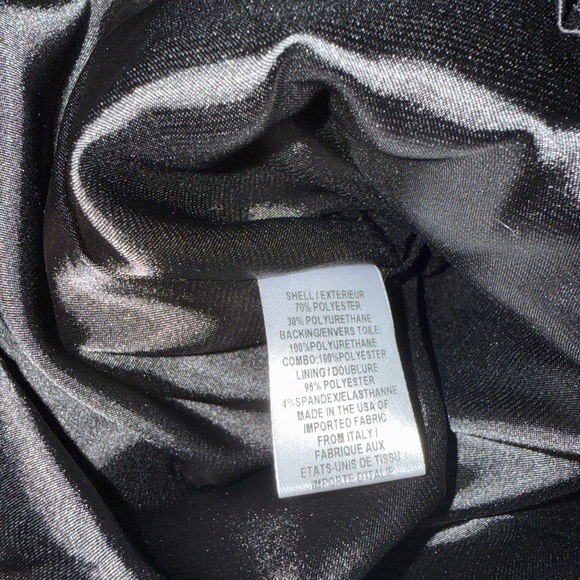 SHELL/EXTERIEUR
70% POLYESTER
30% POLYURETHANE
BACKING/ENVERS TOILE:
100%POLYURETHANE
COMBO:100%POLYESTER
LINING/DOUBLURE
96% POLYESTER
4%SPANDEX/ELASTHANNE
MADE IN THE USA OF
IMPORTED FABRIC
FROM ITALY/
FABRIQUE AUX
ETATS-UNIS DE TISSU
IMPORTE D'ITALIE